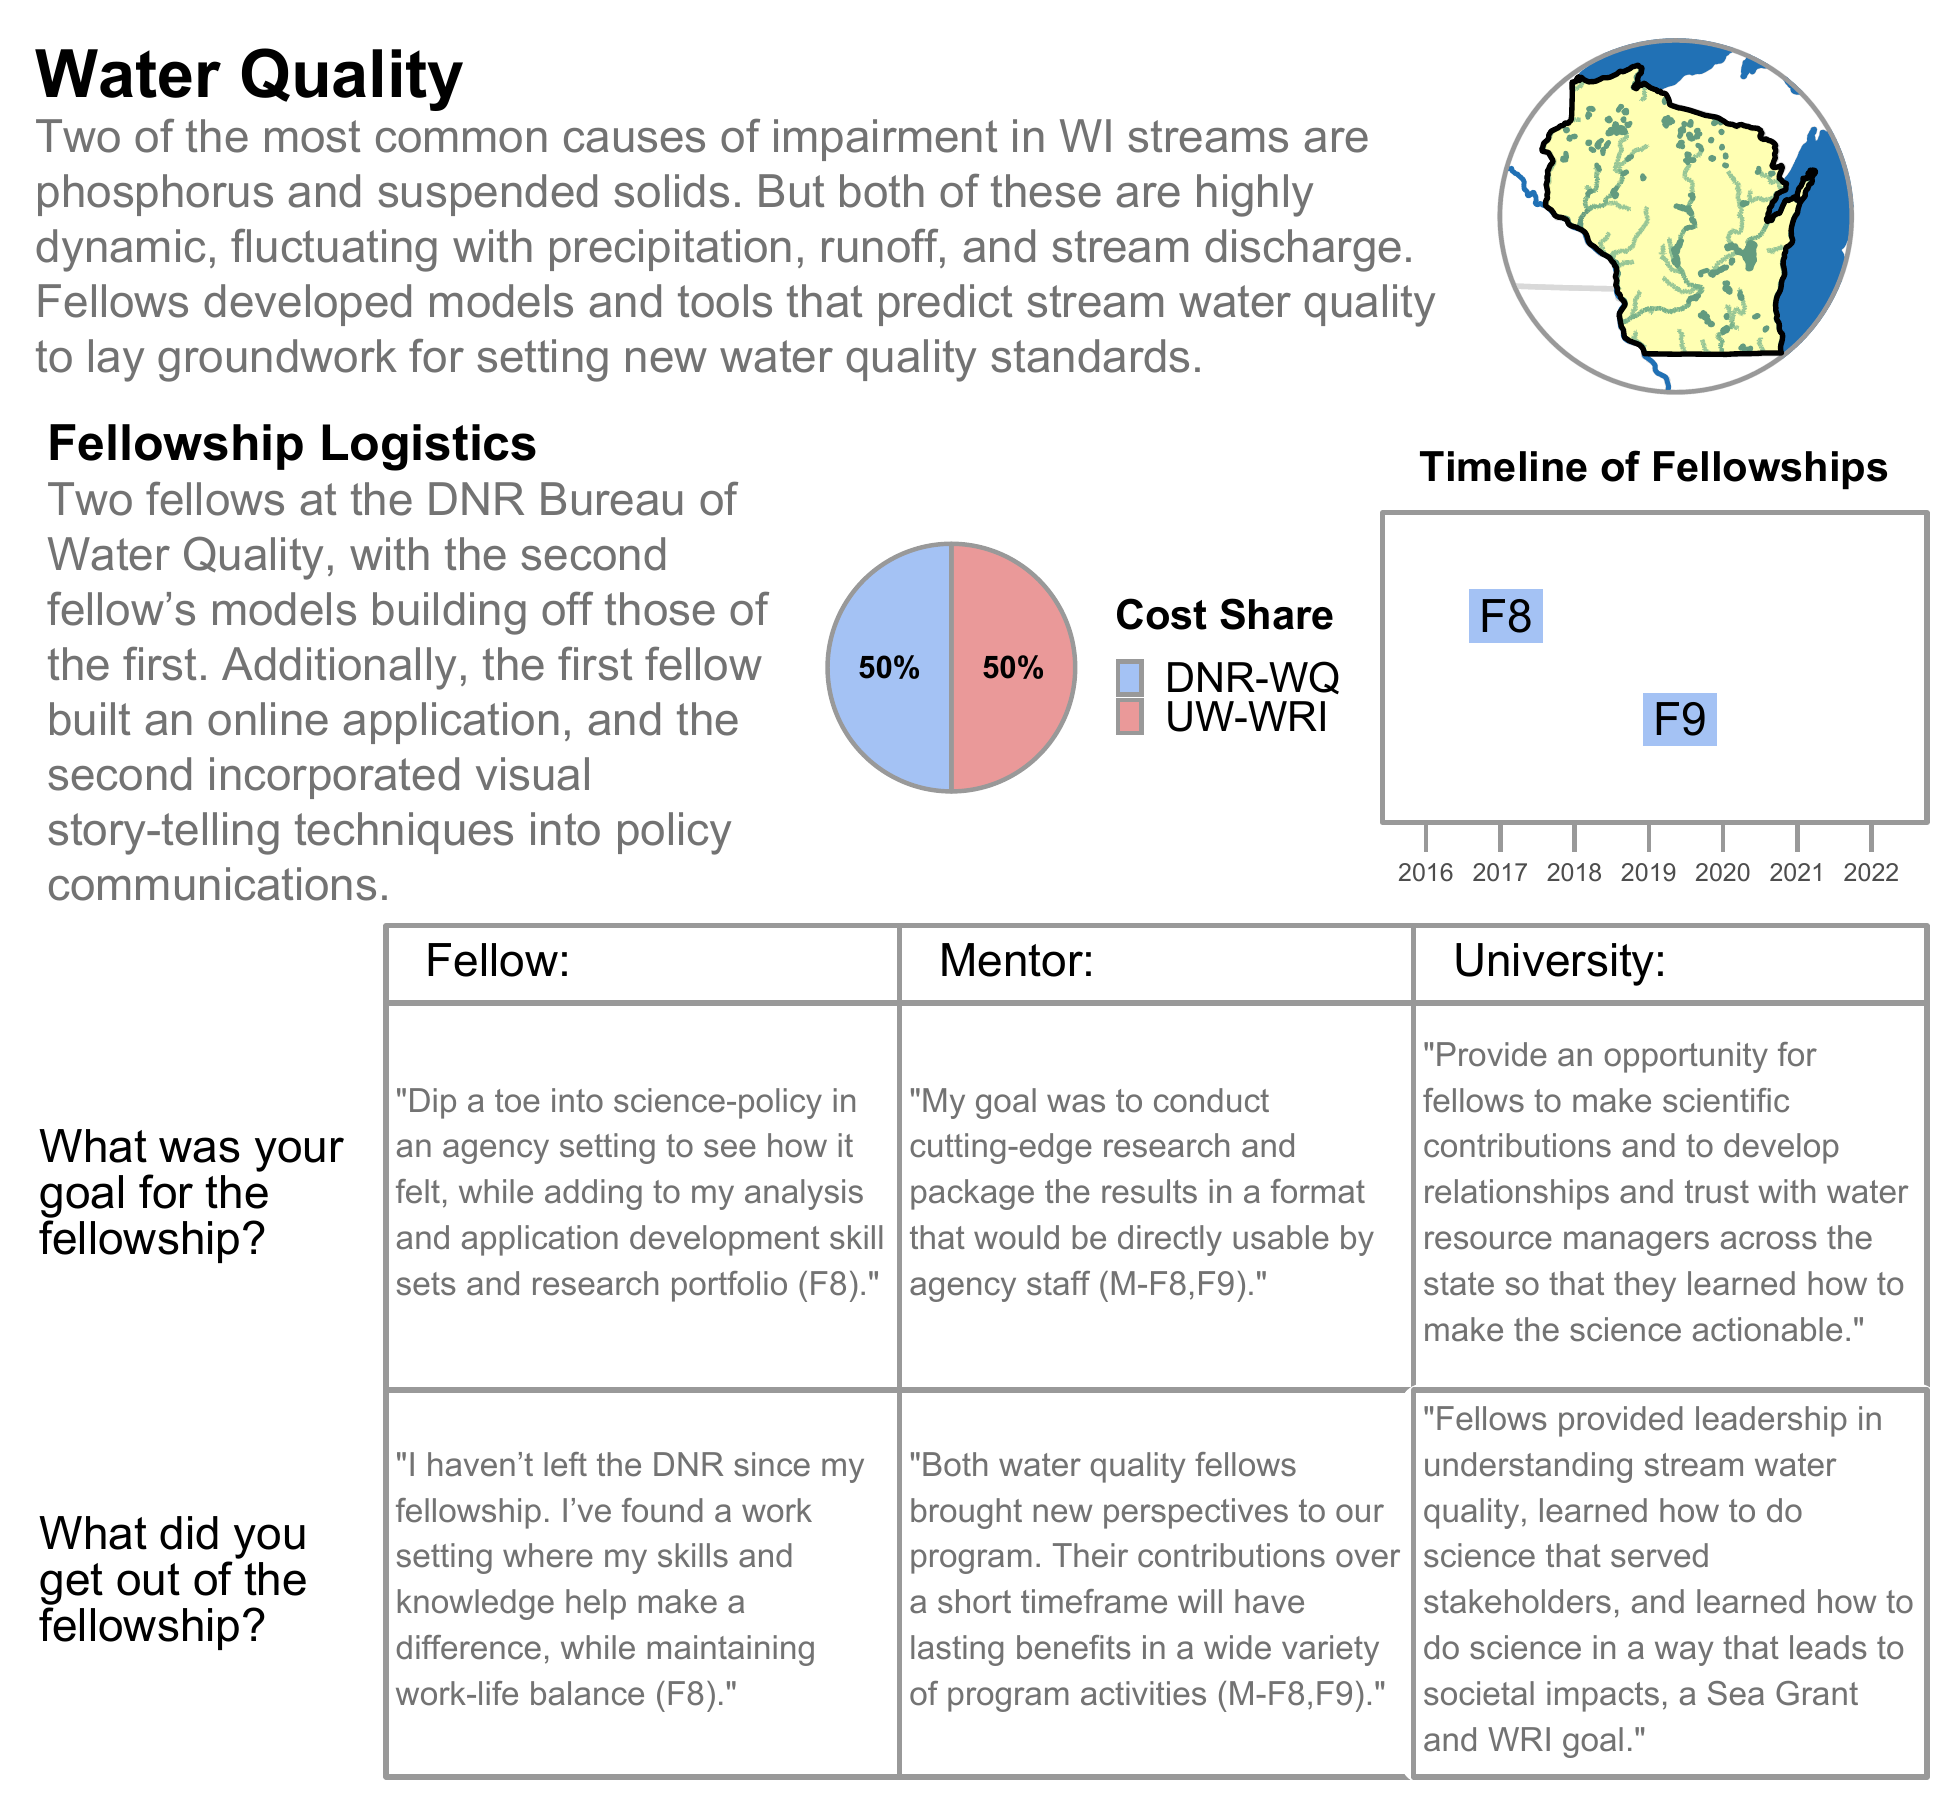 Water Quality
Two of the most common causes of impairment in WI streams are
phosphorus and suspended solids. But both of these are highly
dynamic, fluctuating with precipitation, runoff, and stream discharge.
Fellows developed models and tools that predict stream water quality
to lay groundwork for setting new water quality standards.
Fellowship Logistics
Two fellows at the DNR Bureau of
Water Quality, with the second
fellow’s models building off those of
the first. Additionally, the first fellow
built an online application, and the
second incorporated visual
story-telling techniques into policy
communications.
50%
50%
Cost Share
DNR-WQ
UW-WRI
Timeline of Fellowships
F8
F9
2016 2017 2018 2019 2020 2021 2022
Fellow:
Mentor:
University:
What was your
goal for the
fellowship?
"Dip a toe into science-policy in
an agency setting to see how it
felt, while adding to my analysis
and application development skill
sets and research portfolio (F8)."
"My goal was to conduct
cutting-edge research and
package the results in a format
that would be directly usable by
agency staff (M-F8,F9)."
"Provide an opportunity for
fellows to make scientific
contributions and to develop
relationships and trust with water
resource managers across the
state so that they learned how to
make the science actionable."
What did you
get out of the
fellowship?
"I haven’t left the DNR since my
fellowship. I’ve found a work
setting where my skills and
knowledge help make a
difference, while maintaining
work-life balance (F8)."
"Both water quality fellows
brought new perspectives to our
program. Their contributions over
a short timeframe will have
lasting benefits in a wide variety
of program activities (M-F8,F9)."
"Fellows provided leadership in
understanding stream water
quality, learned how to do
science that served
stakeholders, and learned how to
do science in a way that leads to
societal impacts, a Sea Grant
and WRI goal."